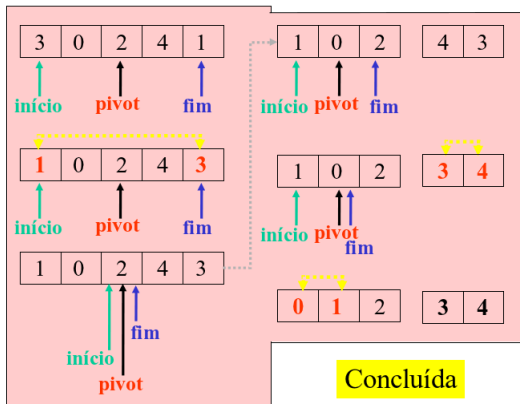 3 0 2 4 1
início pivot fim
1 0 2 4 3
início pivot fim
1 0 2 4 3
início fim
pivot
1 0 2 4 3
início pivot fim
1 0 2 3 4
início pivot
fim
0 1 2 3 4
Concluída